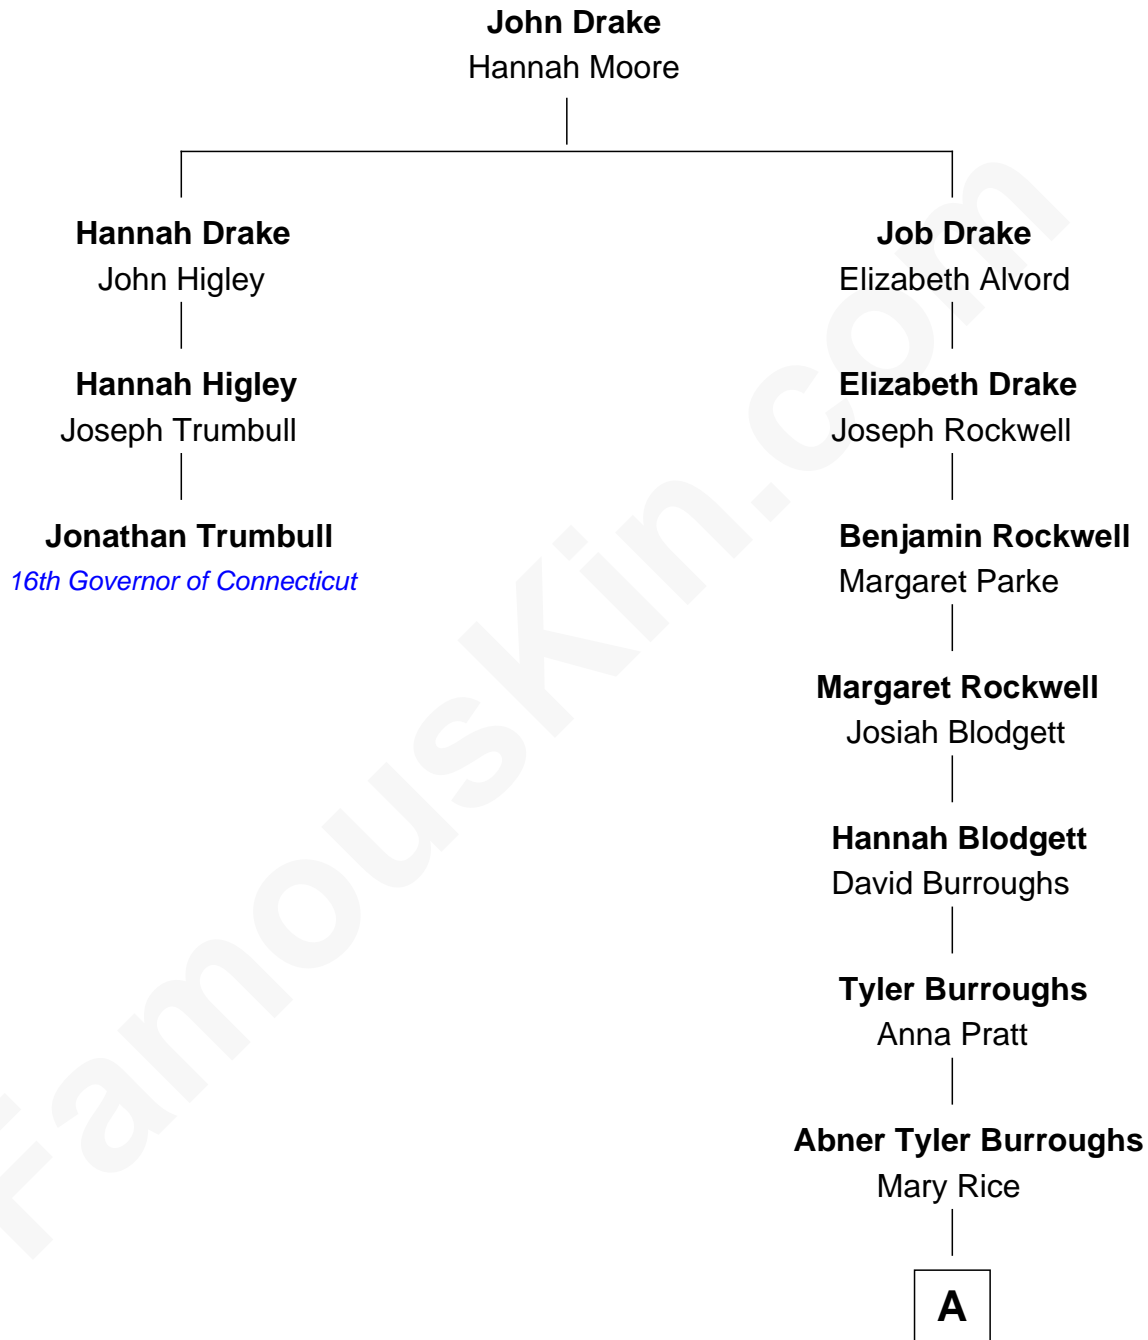 John Drake
Hannah Moore
Hannah Drake
John Higley
Hannah Higley
Joseph Trumbull
Jonathan Trumbull
16th Governor of Connecticut
Job Drake
Elizabeth Alvord
Elizabeth Drake
Joseph Rockwell
Benjamin Rockwell
Margaret Parke
Margaret Rockwell
Josiah Blodgett
Hannah Blodgett
David Burroughs
Tyler Burroughs
Anna Pratt
Abner Tyler Burroughs
Mary Rice
A
FamousKin.com